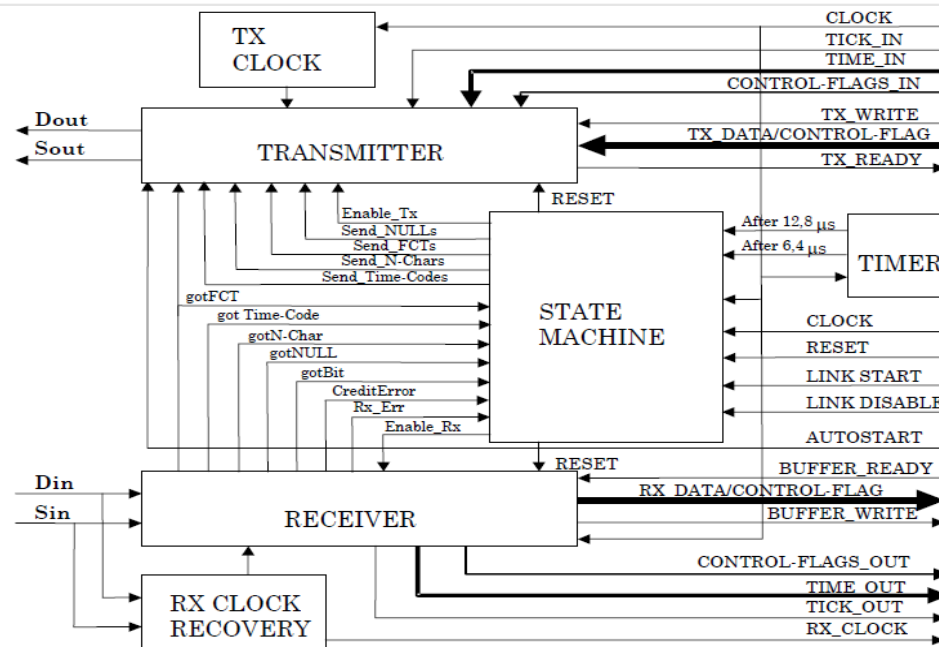 CLOCK
TX
CLOCK
TICK_IN
TIME_IN
CONTROL-FLAGS_IN
Dout
TX_WRITE
TX_DATA/CONTROL-FLAG
Sout
TRANSMITTER
TX_READY
RESET
Enable_Tx
Send_NULLs
Send_FCTs
Send_N-Chars
Send_Time-Codes
After 12,8 μs
After 6,4 μs
TIMER
gotFCT
got Time-Code
gotN-Char
gotNULL
gotBit
CreditError
Rx_Err
Enable_Rx
STATE
MACHINE
CLOCK
RESET
LINK START
LINK DISABLE
AUTOSTART
RESET
BUFFER_READY
Din
RX_DATA/CONTROL-FLAG
Sin
RECEIVER
BUFFER_WRITE
CONTROL-FLAGS_OUT
TIME_OUT
RX CLOCK
RECOVERY
TICK_OUT
RX_CLOCK